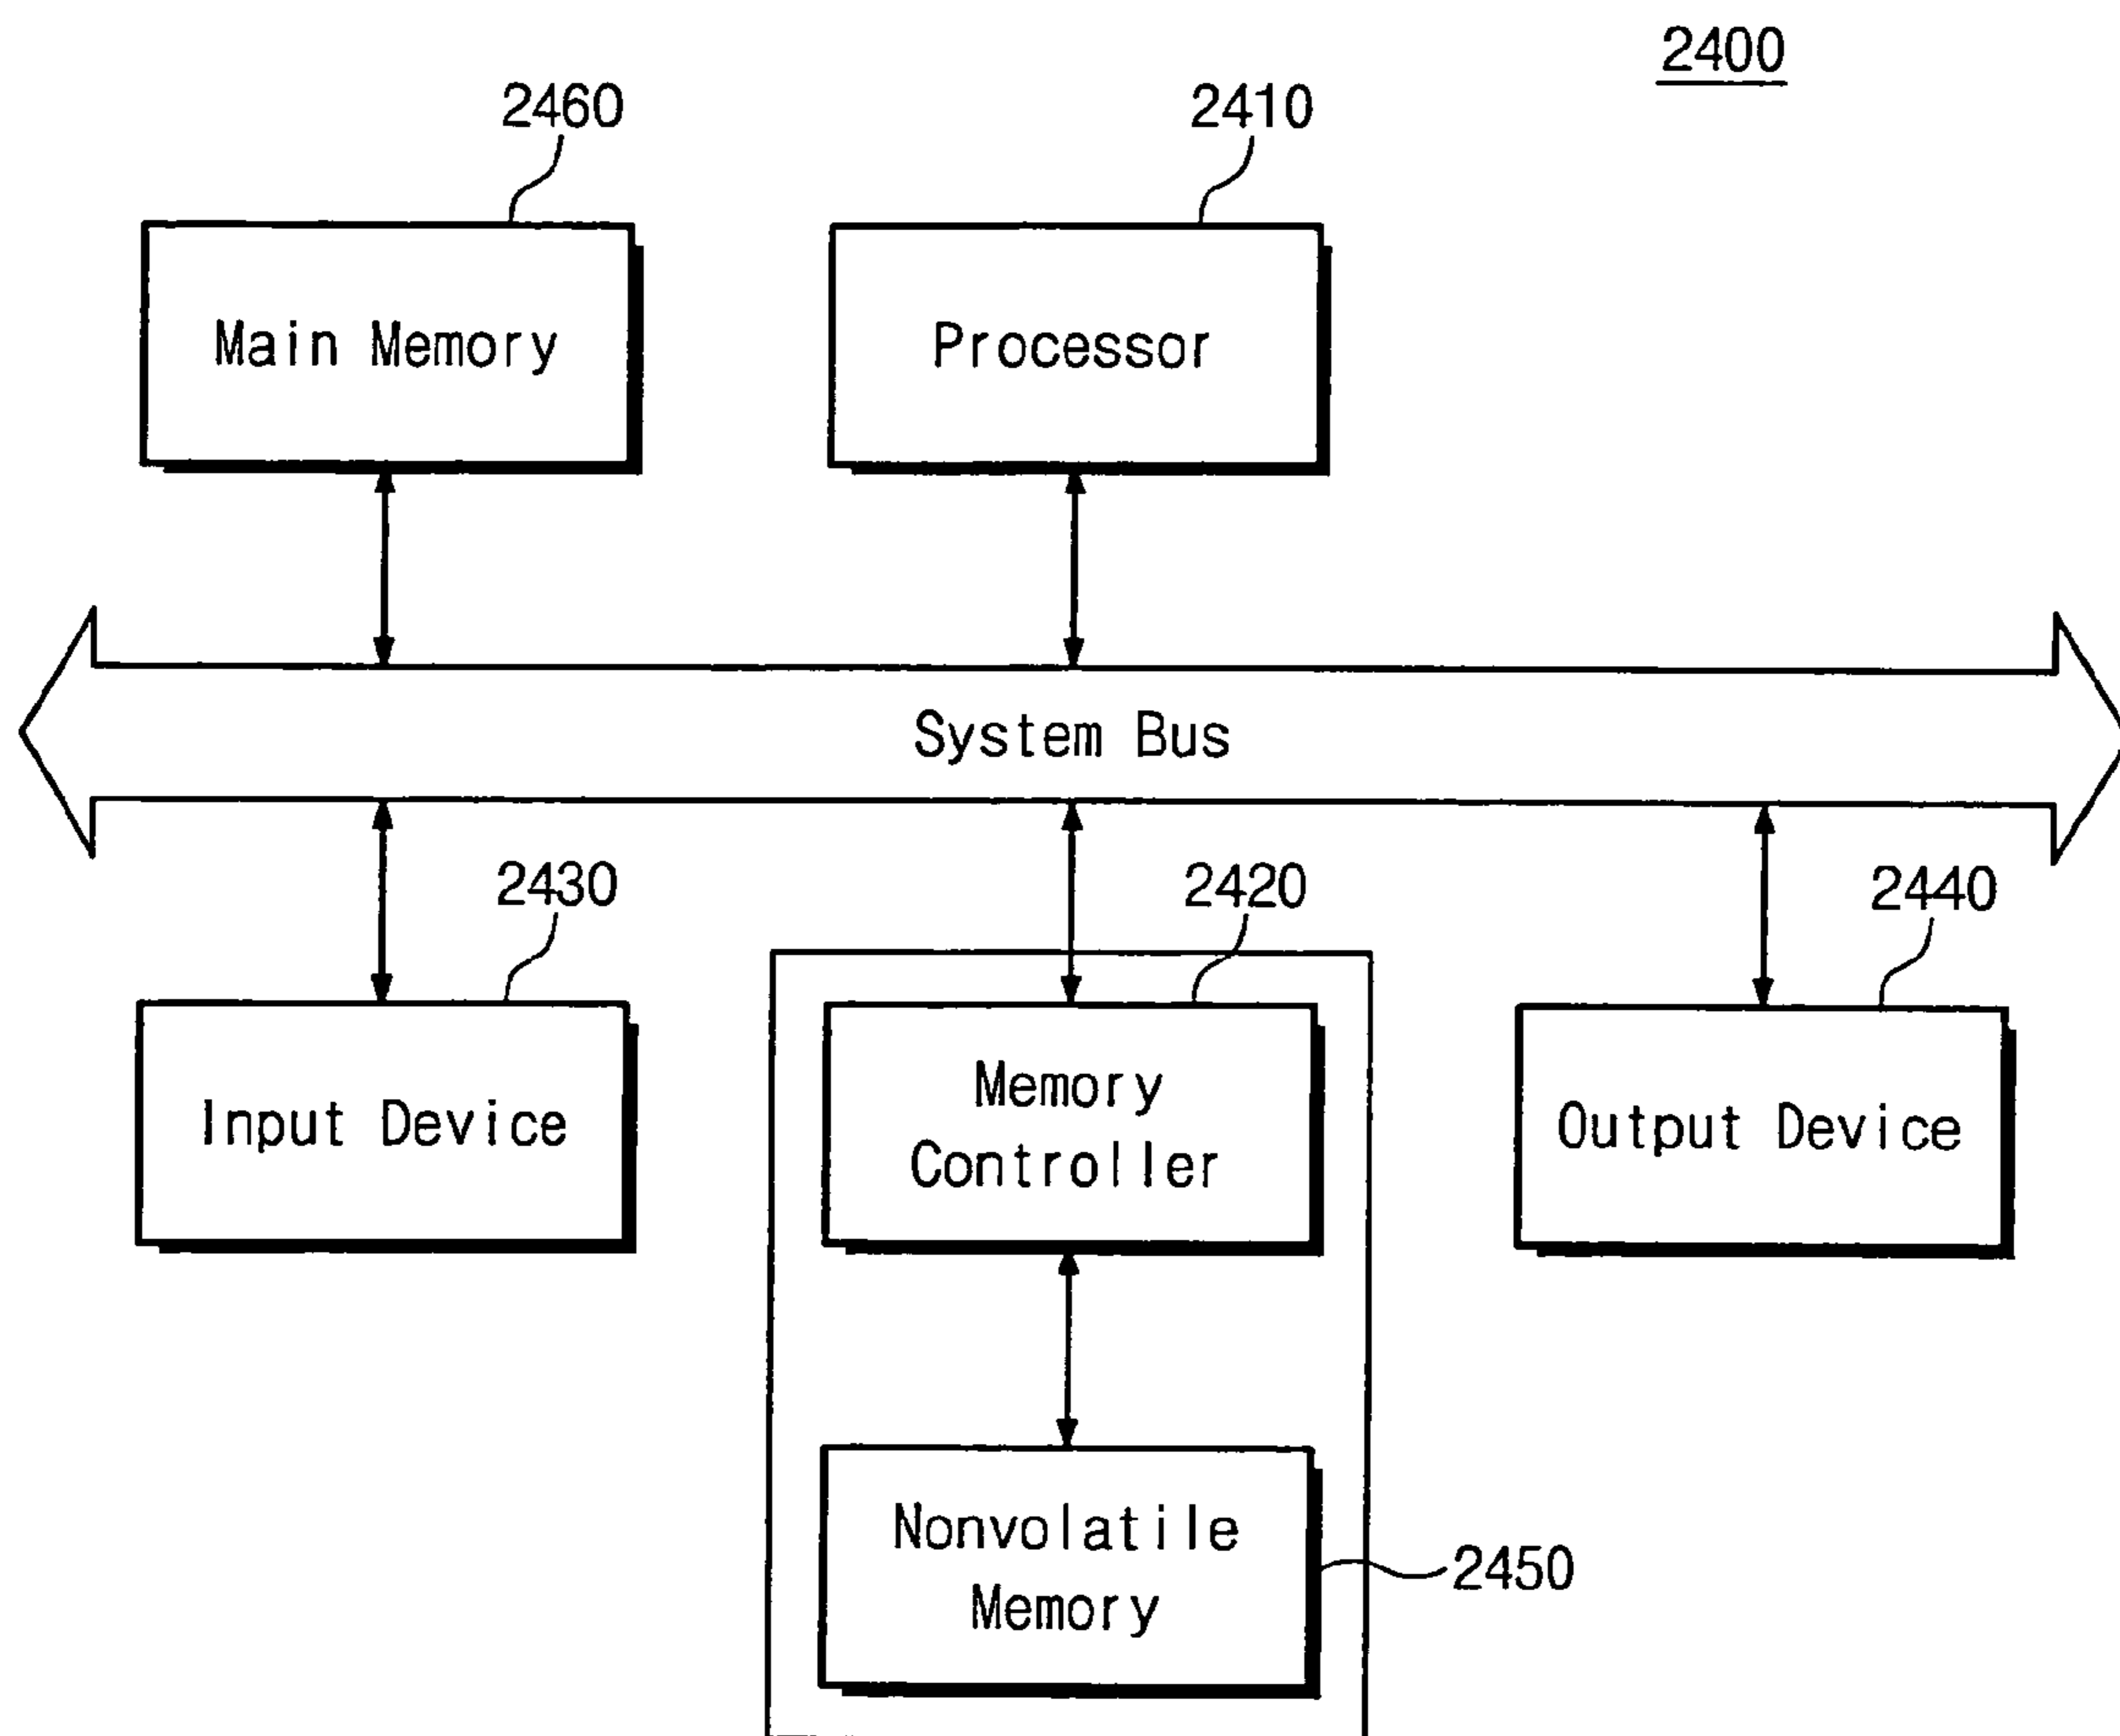 2400
2460
2410
Main Memory
Processor
System Bus
2430
2420
2440
Input Device
Memory
Controller
Output Device
Nonvolatile
Memory
2450